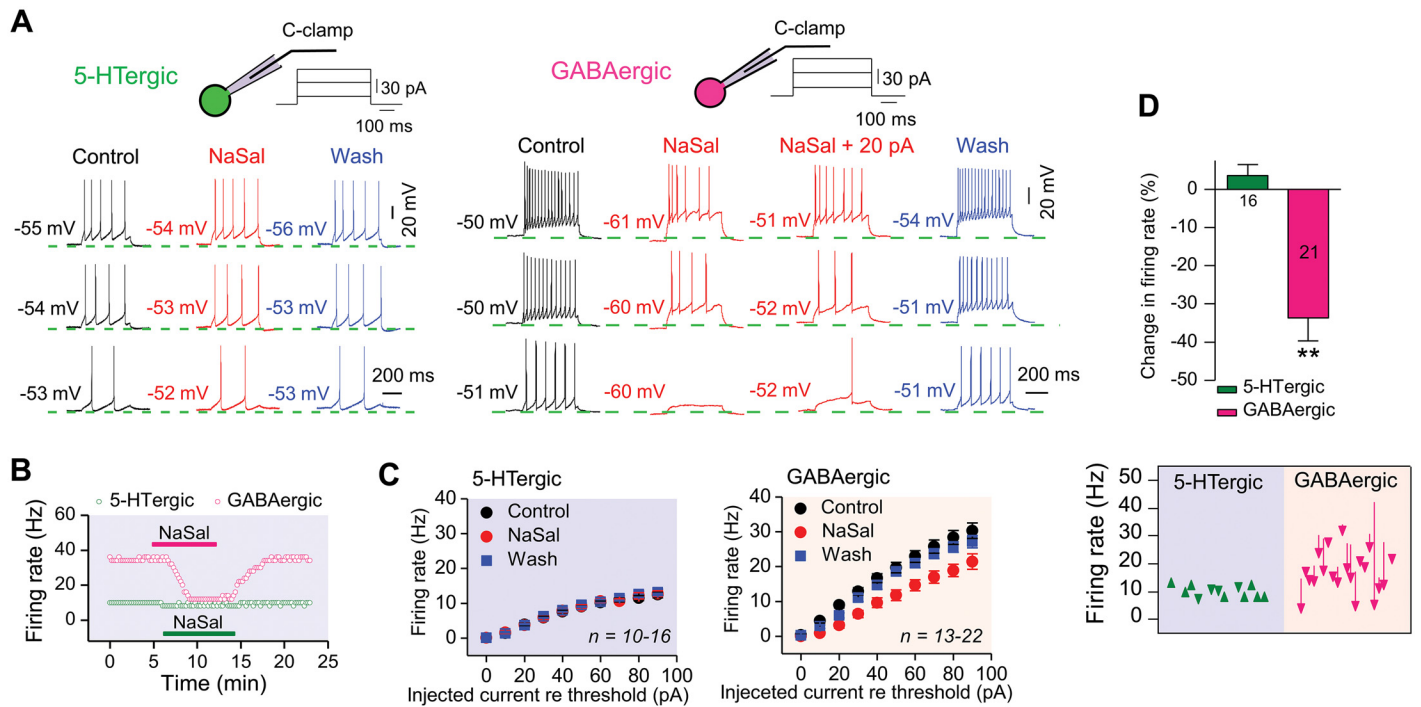 A
C-clamp
5-HTergic
30 pA
100 ms
Control NaSal Wash
-55 mV -54 mV -56 mV
20 mV
-54 mV -53 mV -53 mV
-53 mV -52 mV -53 mV
200 ms
C-clamp
GABAergic
30 pA
100 ms
Control NaSal NaSal + 20 pA Wash
-50 mV -61 mV -51 mV -54 mV
20 mV
-50 mV -60 mV -52 mV -51 mV
-51 mV -60 mV -52 mV -51 mV
200 ms
B
5-HTergic GABAergic
Firing rate (Hz)
60
40
20
0
NaSal
NaSal
0 5 10 15 20 25
Time (min)
C
5-HTergic
Firing rate (Hz)
40
30
20
10
0
Control
NaSal
Wash
n = 10-16
0 20 40 60 80 100
Injected current re threshold (pA)
GABAergic
Firing rate (Hz)
40
30
20
10
0
Control
NaSal
Wash
n = 13-22
0 20 40 60 80 100
Injeceted current re threshold (pA)
D
Change in firing rate (%)
0
-10
-20
-30
-40
-50
16
21
**
5-HTergic
GABAergic
Firing rate (Hz)
50
40
30
20
10
0
5-HTergic GABAergic